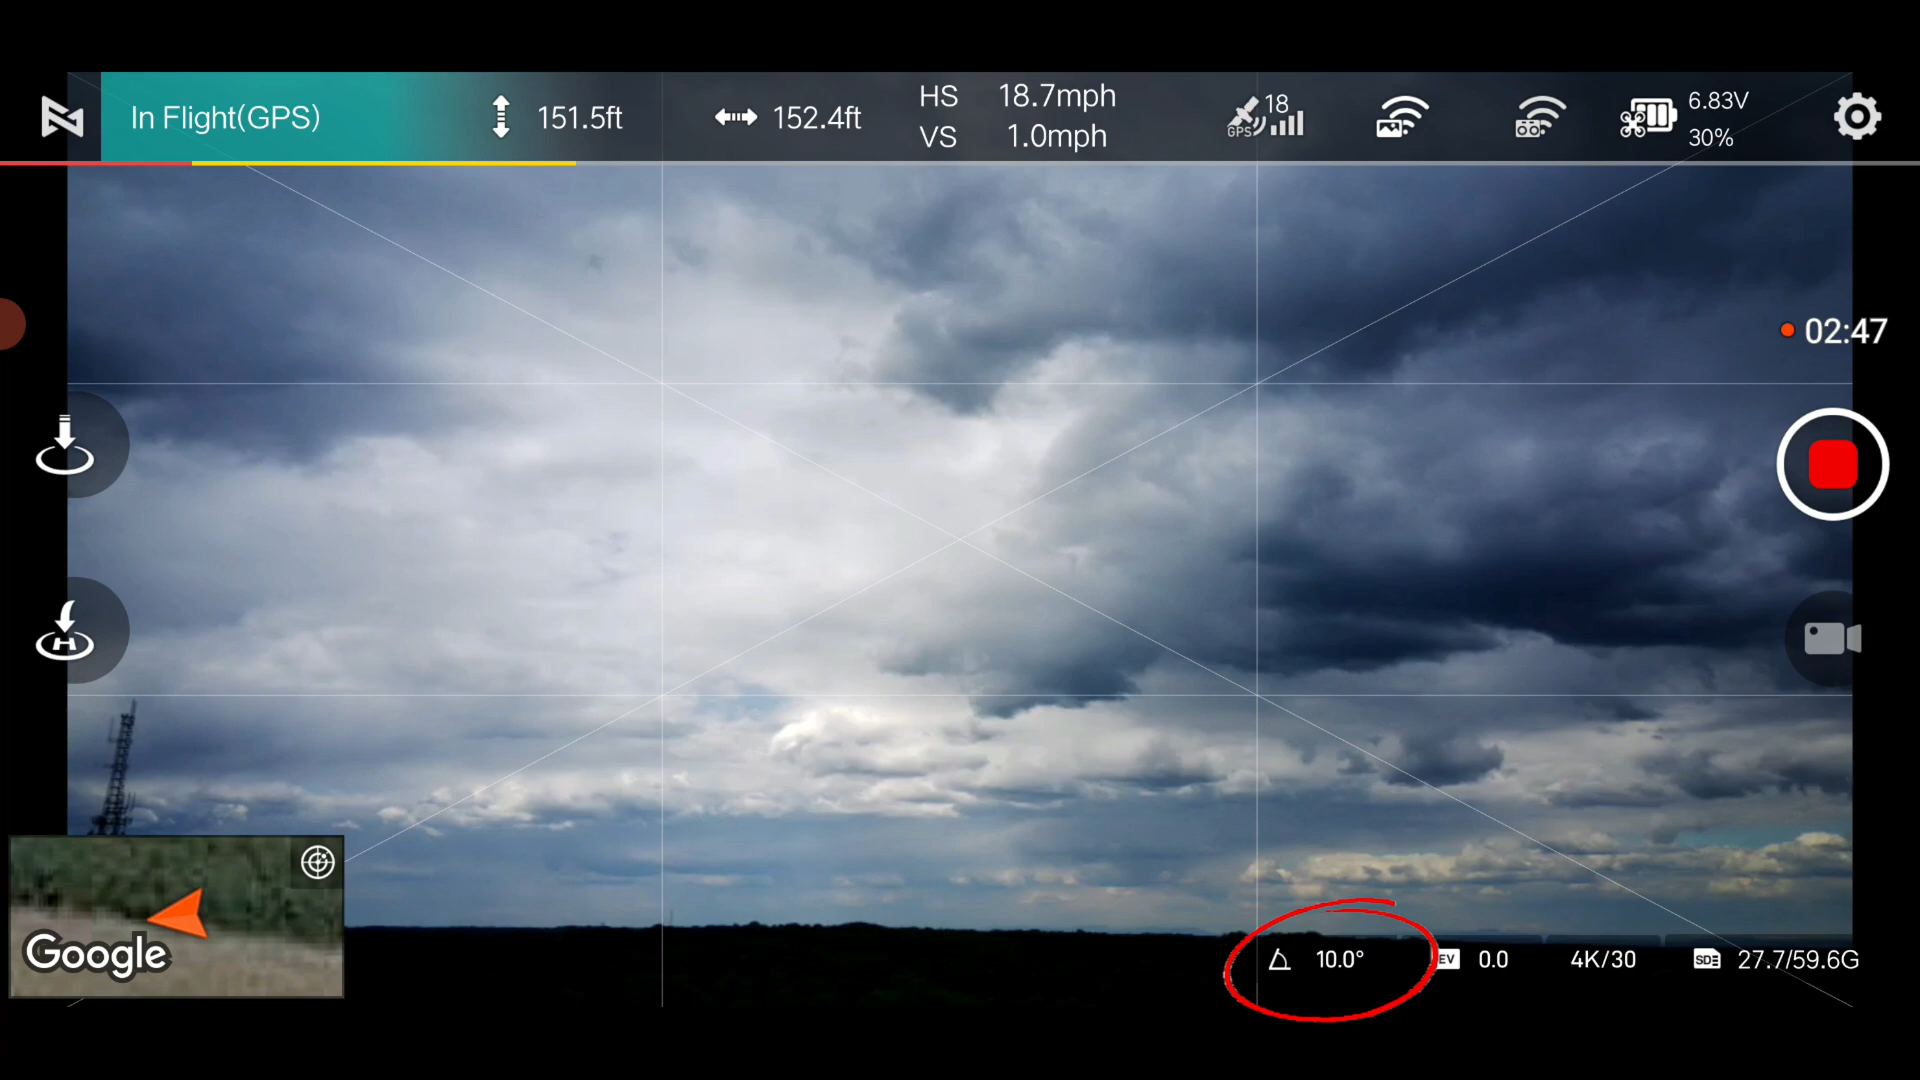 In Flight(GPS)
151.5ft
152.4ft
HS 18.7mph
VS 1.0mph
GPS 18
6.83V
30%
02:47
Google
10.0°
EV 0.0
4K/30
SD 27.7/59.6G